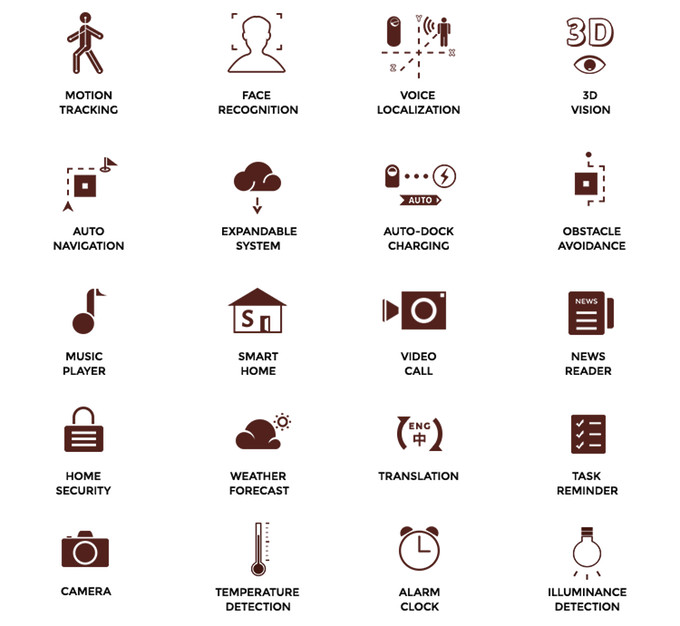 Y
X
Z
3D
MOTION
TRACKING
FACE
RECOGNITION
VOICE
LOCALIZATION
3D
VISION
AUTO
AUTO
NAVIGATION
EXPANDABLE
SYSTEM
AUTO-DOCK
CHARGING
OBSTACLE
AVOIDANCE
S
NEWS
MUSIC
PLAYER
SMART
HOME
VIDEO
CALL
NEWS
READER
ENG
中
HOME
SECURITY
WEATHER
FORECAST
TRANSLATION
TASK
REMINDER
CAMERA
TEMPERATURE
DETECTION
ALARM
CLOCK
ILLUMINANCE
DETECTION